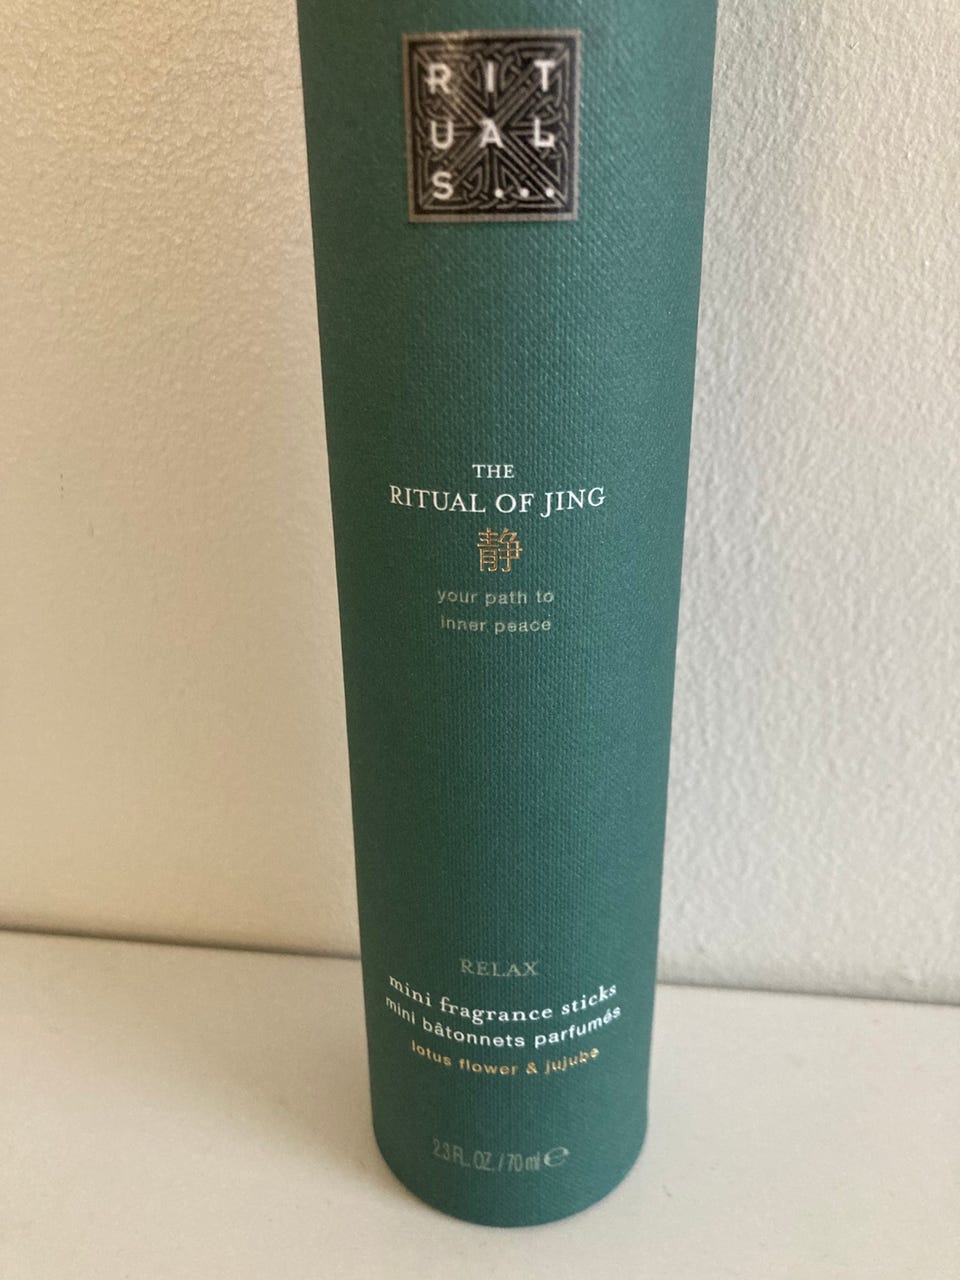 RIT
UAL
S...
THE
RITUAL OF JING
静
your path to
inner peace
RELAX
mini fragrance sticks
mini bâtonnets parfumés
lotus flower & jujube
2.3 FL. OZ. / 70 ml ℮